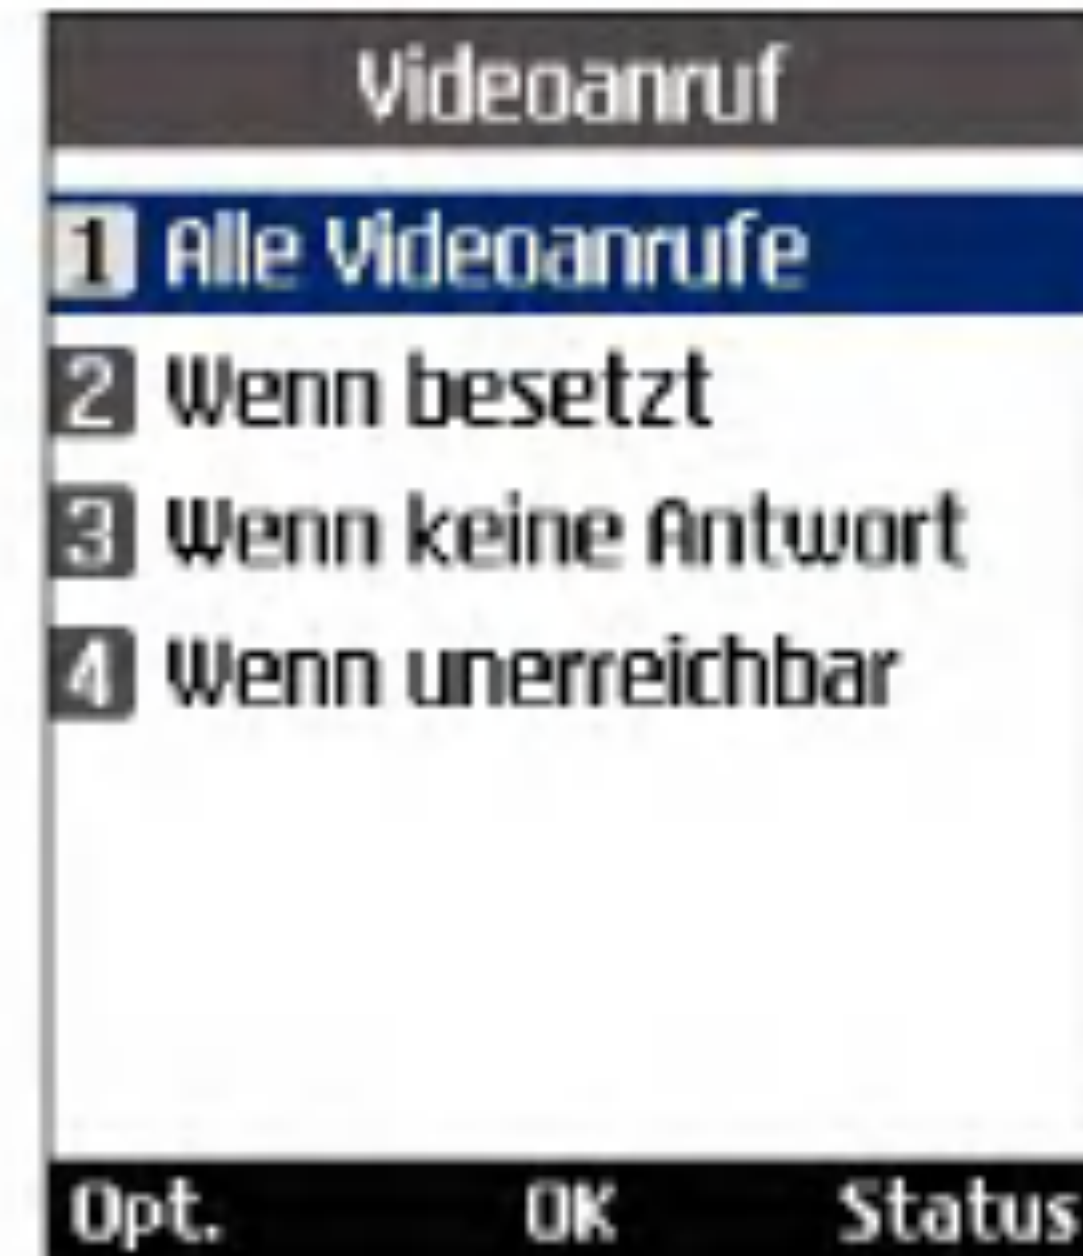 Videoanruf
1 Alle Videoanrufe
2 Wenn besetzt
3 Wenn keine Antwort
4 Wenn unerreichbar
Opt. OK Status